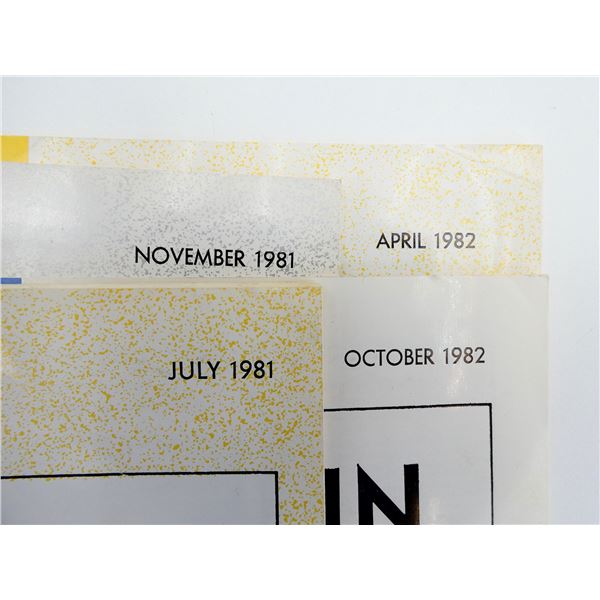 APRIL 1982
NOVEMBER 1981
OCTOBER 1982
JULY 1981
IN